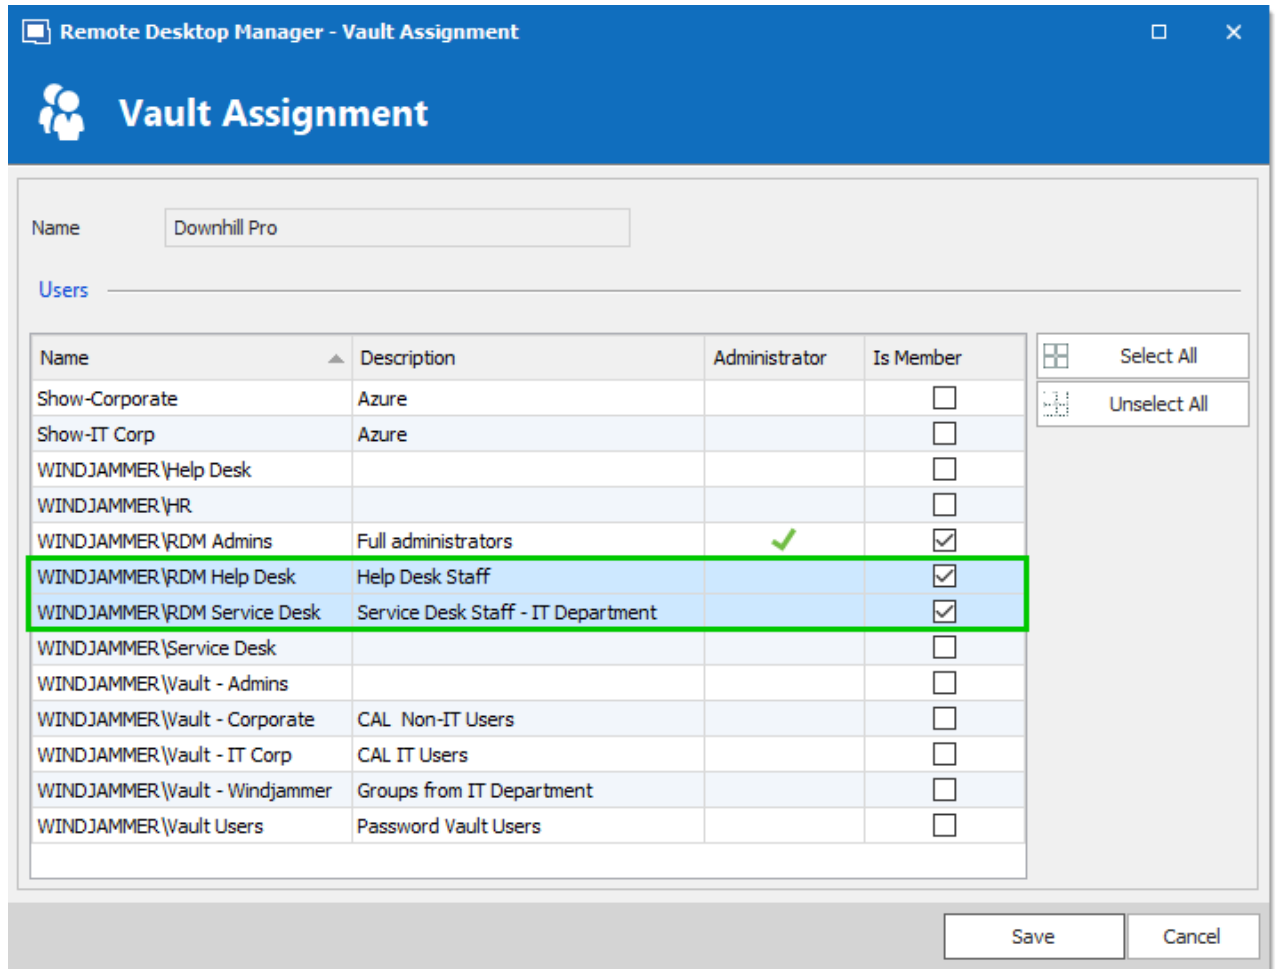 Remote Desktop Manager - Vault Assignment
Vault Assignment
Name Downhill Pro
Users
Name Description Administrator Is Member
Select All
Unselect All
Show-Corporate Azure
Show-IT Corp Azure
WINDJAMMER\Help Desk
WINDJAMMER\HR
WINDJAMMER\RDM Admins Full administrators
WINDJAMMER\RDM Help Desk Help Desk Staff
WINDJAMMER\RDM Service Desk Service Desk Staff - IT Department
WINDJAMMER\Service Desk
WINDJAMMER\Vault - Admins
WINDJAMMER\Vault - Corporate CAL  Non-IT Users
WINDJAMMER\Vault - IT Corp CAL IT Users
WINDJAMMER\Vault - Windjammer Groups from IT Department
WINDJAMMER\Vault Users Password Vault Users
Save Cancel